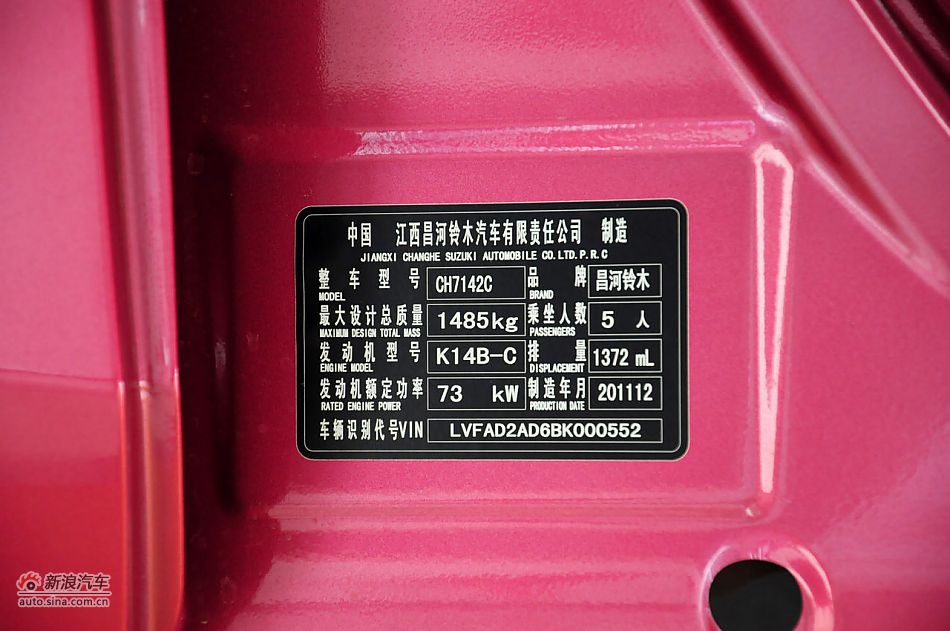 中国 江西昌河铃木汽车有限责任公司 制造
JIANGXI CHANGHE SUZUKI AUTOMOBILE CO.LTD.P.R.C
整车型号 CH7142C 品牌 昌河铃木
MODEL BRAND
最大设计总质量 1485kg 乘坐人数 5 人
MAXIMUM DESIGN TOTAL MASS PASSENGERS
发动机型号 K14B-C 排量 1372 mL
ENGINE MODEL DISPLACEMENT
发动机额定功率 73 kW 制造年月 201112
RATED ENGINE POWER PRODUCTION DATE
车辆识别代号VIN LVFAD2AD6BK000552
新浪汽车
auto.sina.com.cn